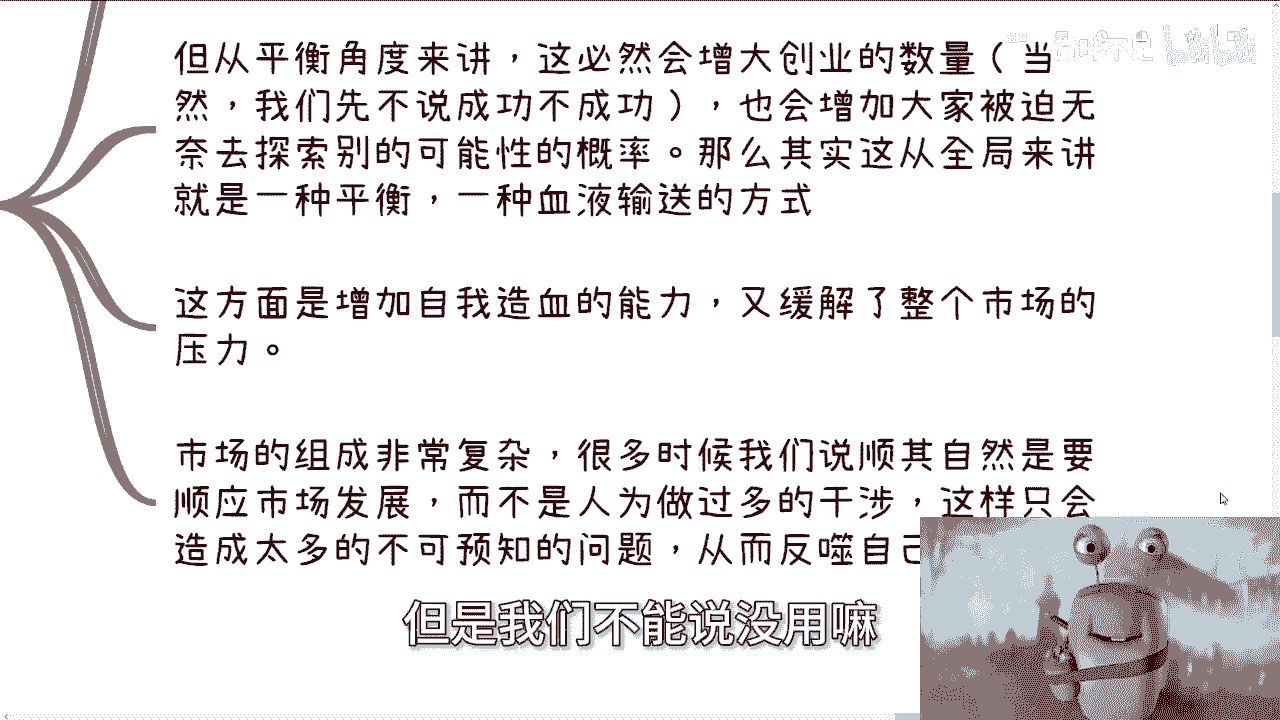 但从平衡角度来讲，这必然会增大创业的数量（当
然，我们先不说成功不成功），也会增加大家被迫无
奈去探索别的可能性的概率。那么其实这从全局来讲
就是一种平衡，一种血液输送的方式
这方面是增加自我造血的能力，又缓解了整个市场的
压力。
市场的组成非常复杂，很多时候我们说顺其自然是要
顺应市场发展，而不是人为做过多的干涉，这样只会
造成太多的不可预知的问题，从而反噬自己
但是我们不能说没用嘛